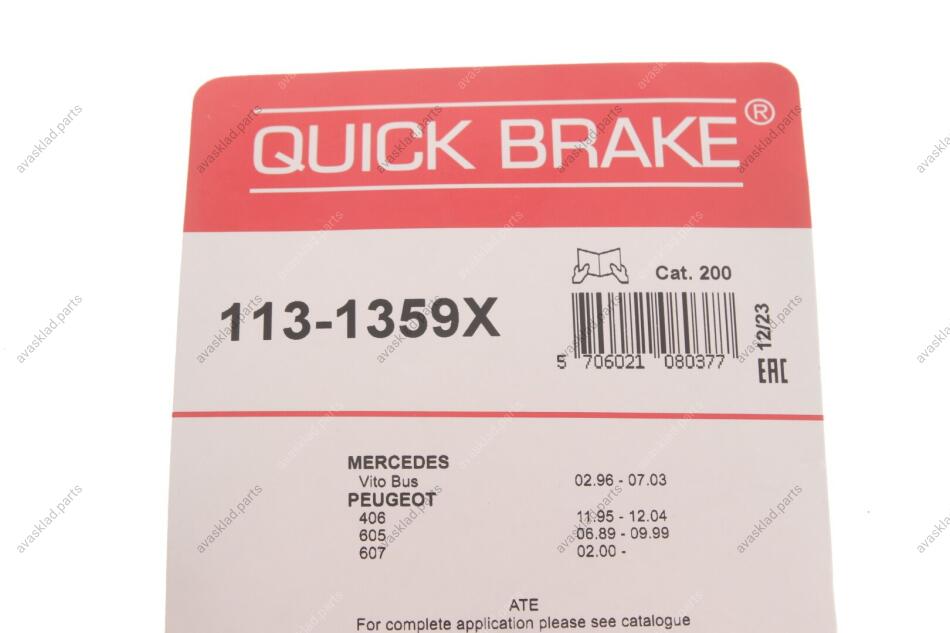 QUICK BRAKE®
Cat. 200
113-1359X
12/23
5 706021 080377
EAC
MERCEDES
Vito Bus 02.96 - 07.03
PEUGEOT
406 11.95 - 12.04
605 06.89 - 09.99
607 02.00 -
ATE
For complete application please see catalogue
avasklad.parts